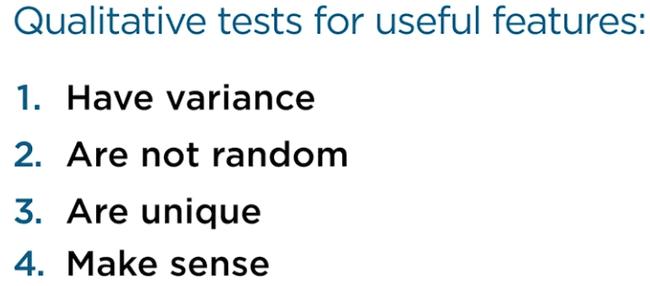 Qualitative tests for useful features:
1. Have variance
2. Are not random
3. Are unique
4. Make sense